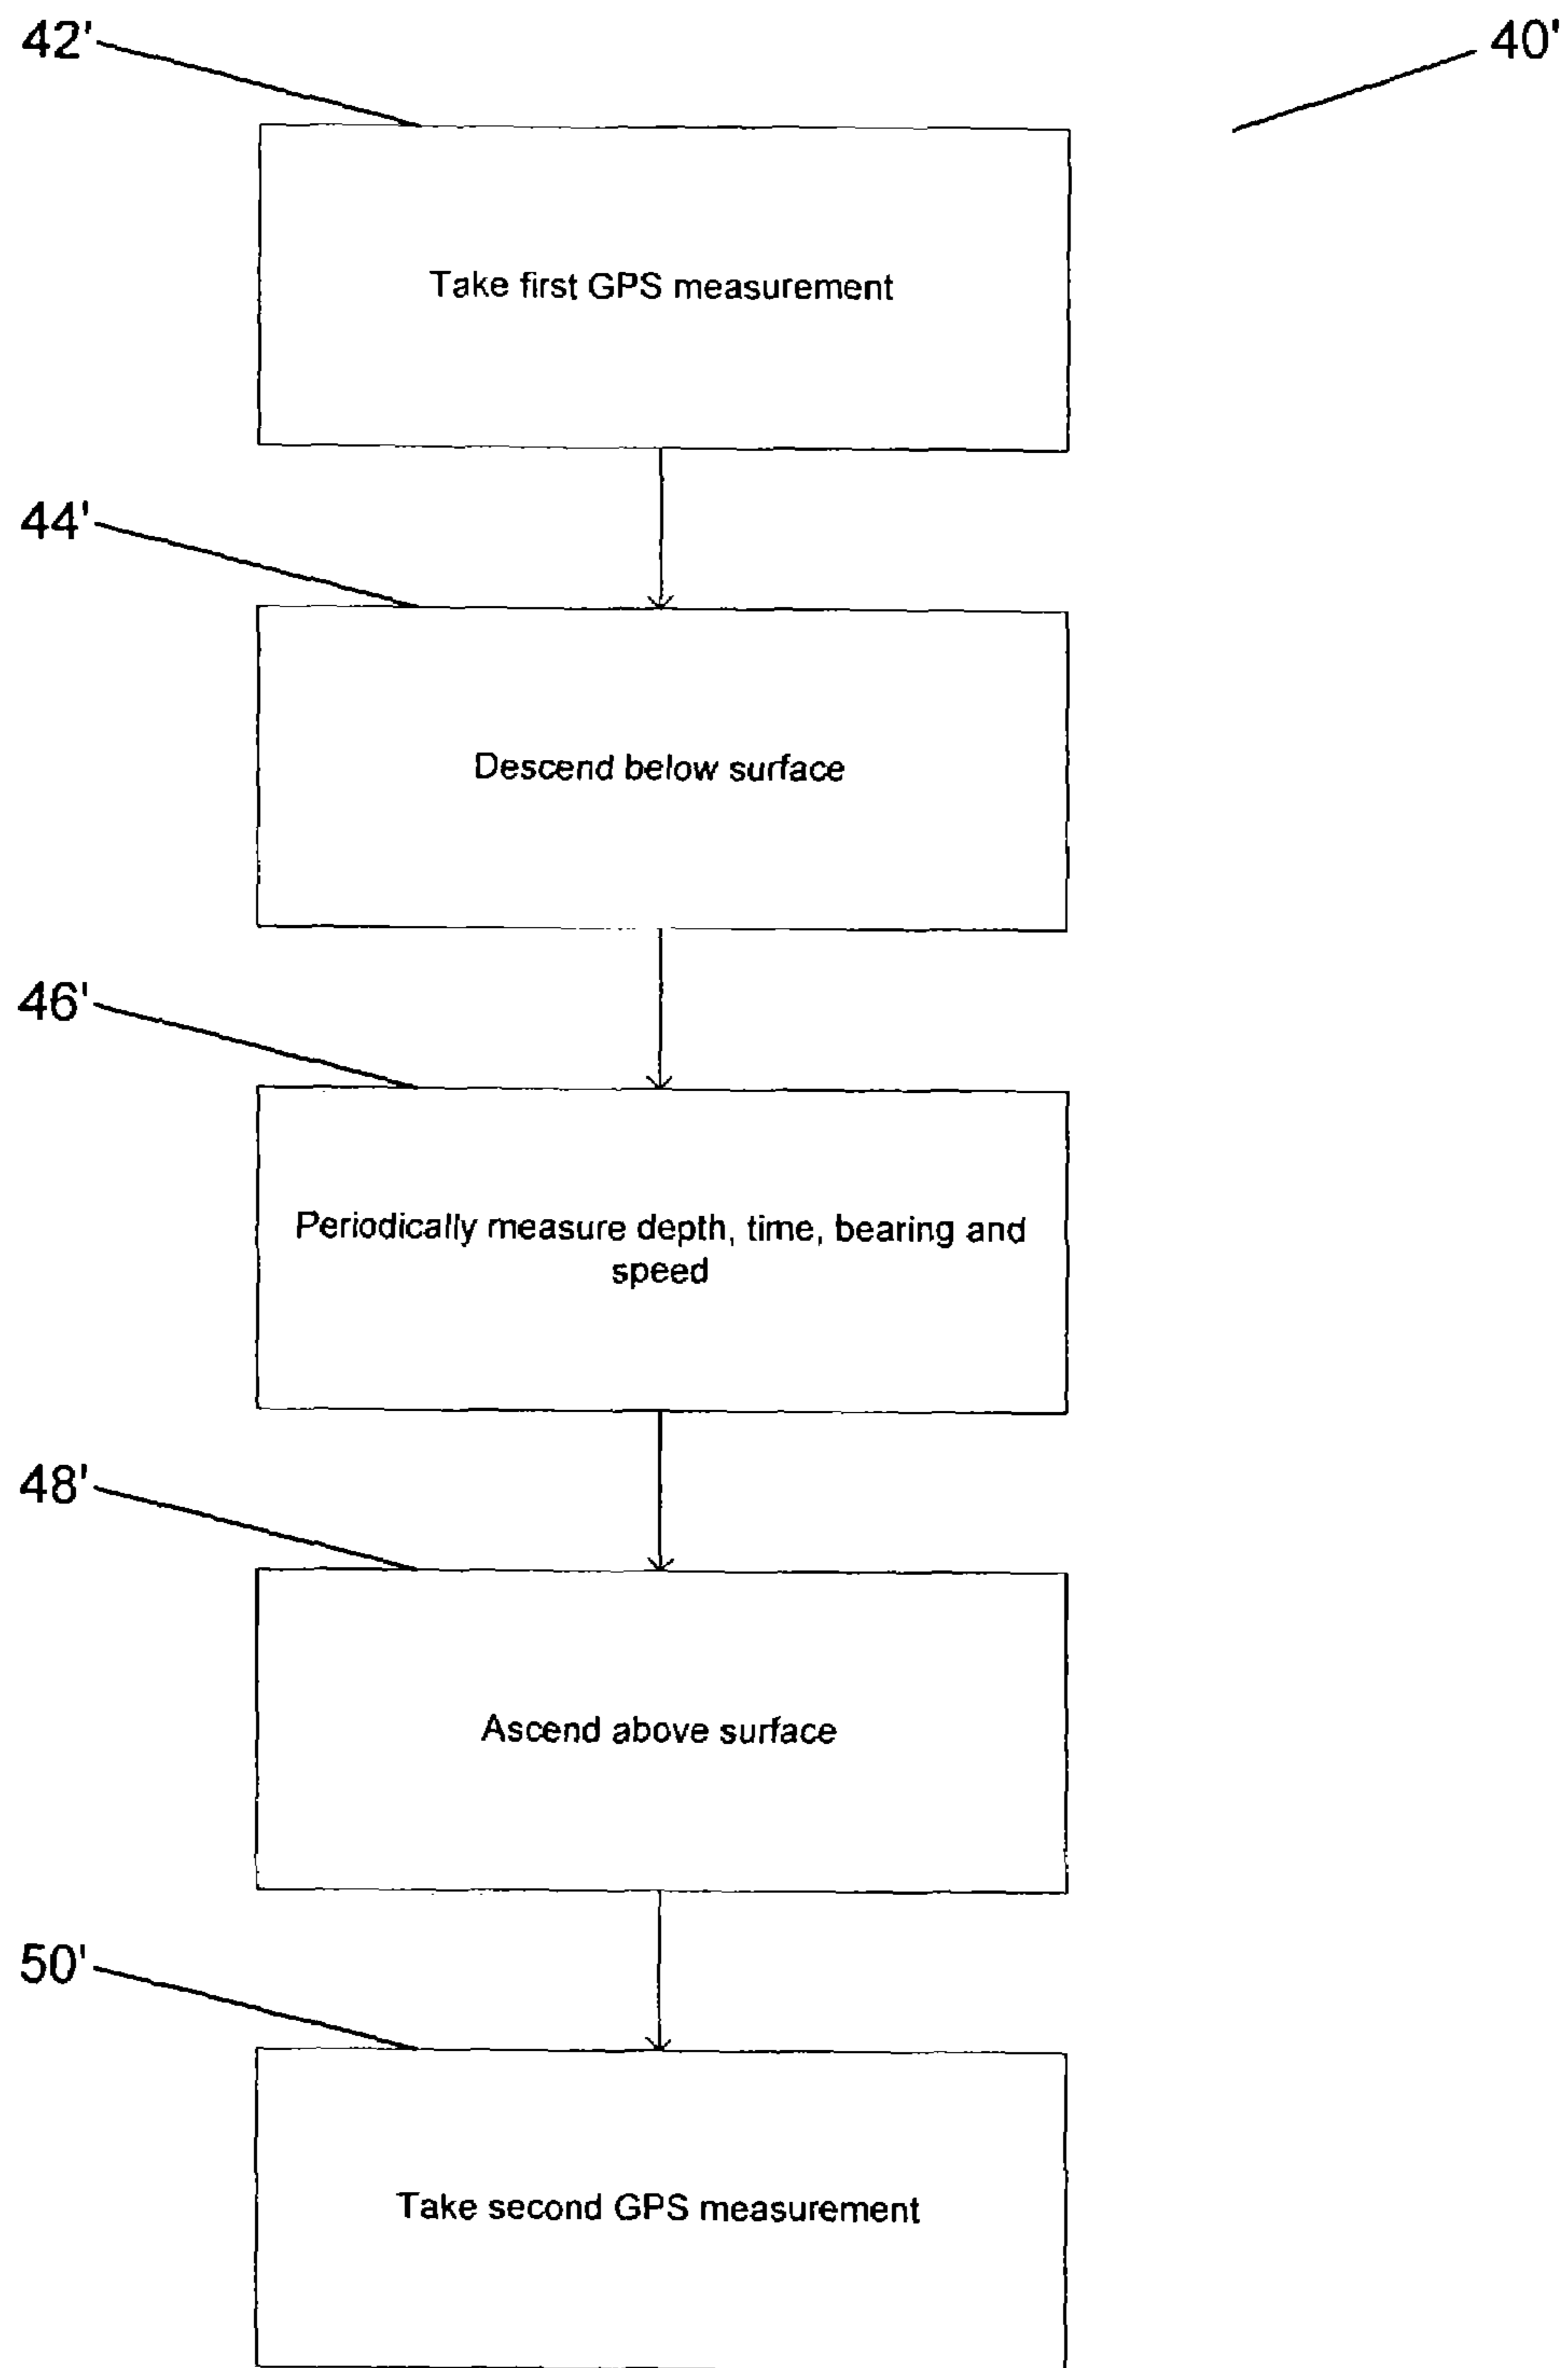 42'
40'
Take first GPS measurement
44'
Descend below surface
46'
Periodically measure depth, time, bearing and
speed
48'
Ascend above surface
50'
Take second GPS measurement